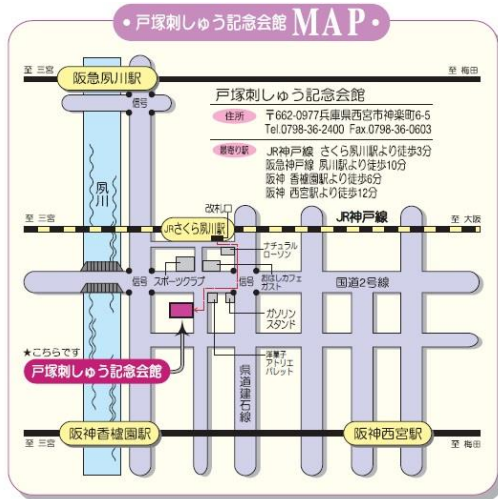 ・戸塚刺しゅう記念会館 MAP・
至 三宮
阪急夙川駅
至 梅田
信号
戸塚刺しゅう記念会館
住所
〒662-0977兵庫県西宮市神楽町6-5
Tel.0798-36-2400 Fax.0798-36-0603
最寄り駅
JR神戸線 さくら夙川駅より徒歩3分
阪急神戸線 夙川駅より徒歩10分
阪神 香櫨園駅より徒歩6分
阪神 西宮駅より徒歩12分
夙川
改札口
至 三宮
JRさくら夙川駅
JR神戸線
至 大阪
ナチュラル
ローソン
信号
スポーツクラブ
信号
おはしカフェ
ガスト
国道2号線
ガソリン
スタンド
★こちらです
戸塚刺しゅう記念会館
洋菓子
アトリエ
パレット
県道建石線
至 三宮
阪神香櫨園駅
阪神西宮駅
至 梅田